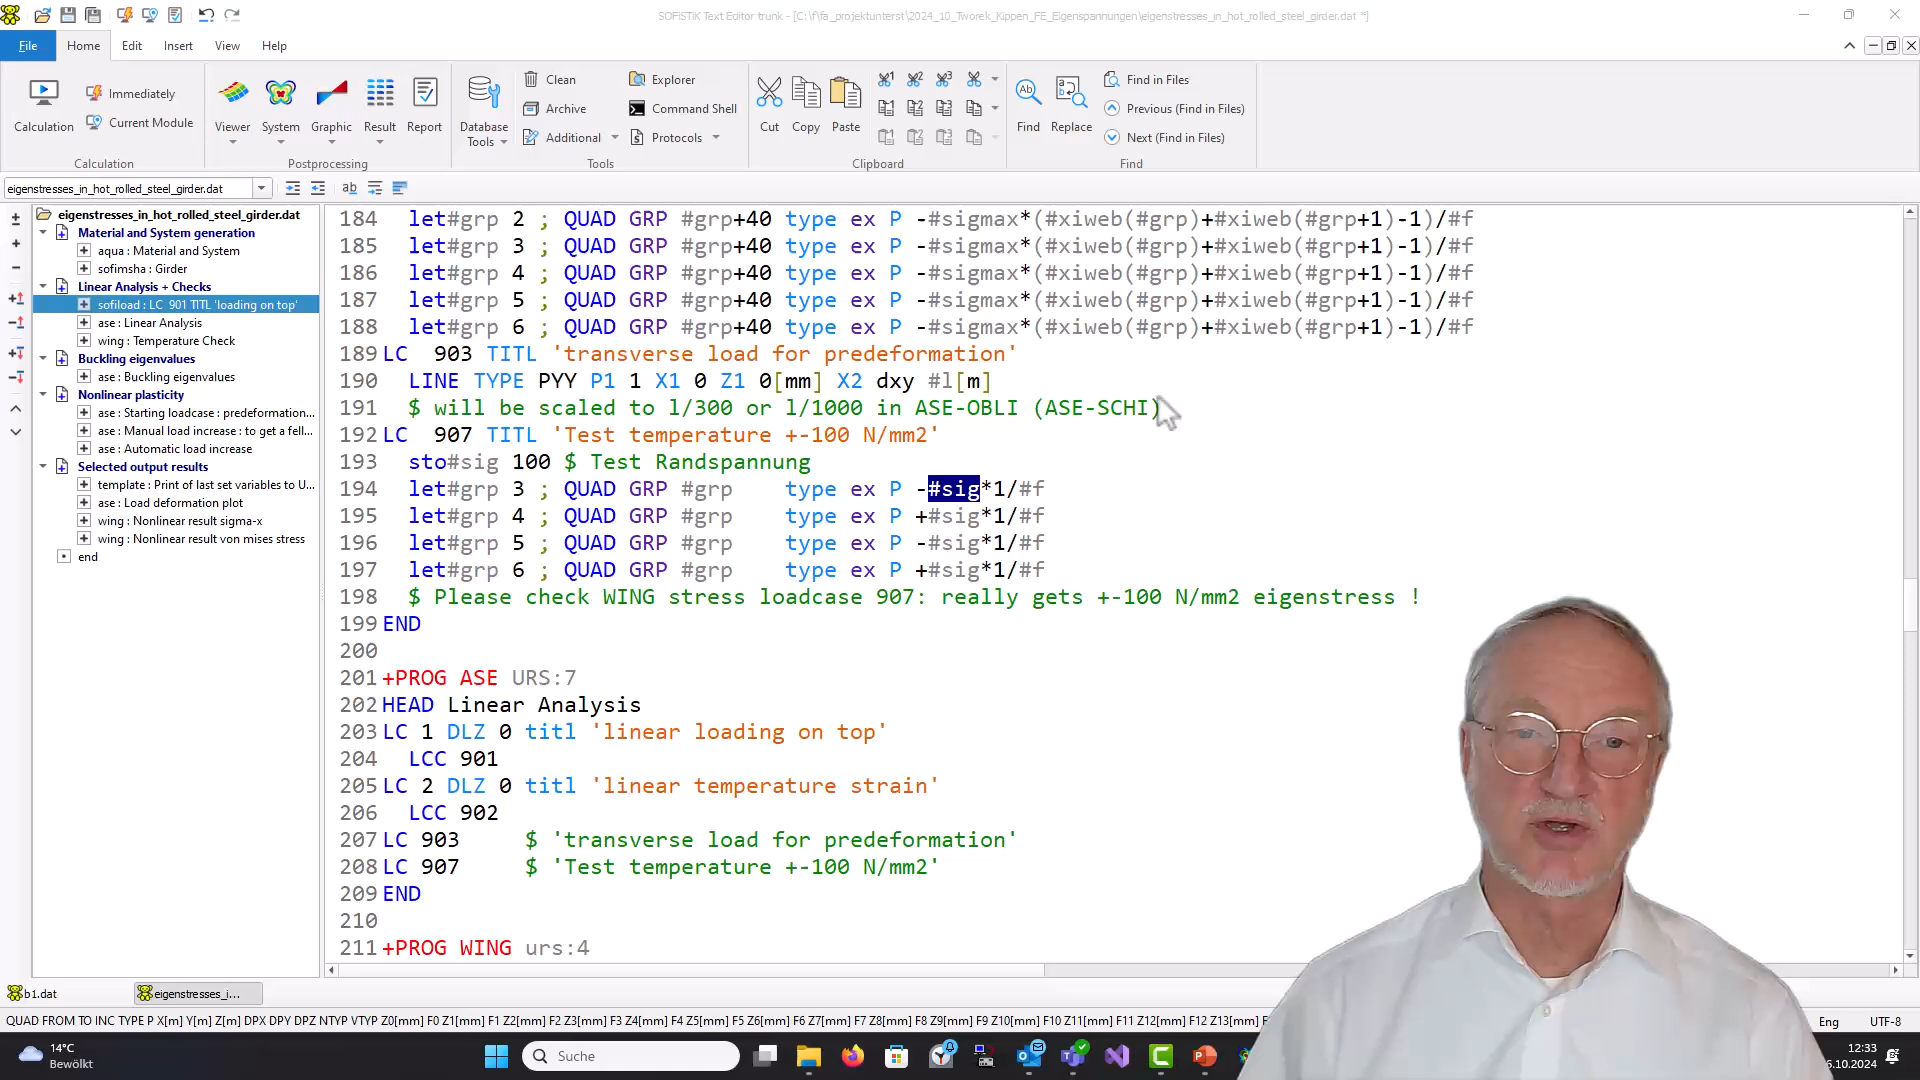 SOFiSTiK Text Editor trunk - [C:\f\fa_projektunterst\2024_10_Tworek_Kippen_FE_Eigenspannungen\eigenstresses_in_hot_rolled_steel_girder.dat *]
File Home Edit Insert View Help
Calculation
Immediately
Current Module
Calculation
Viewer System Graphic Result Report
Postprocessing
Database Tools
Clean
Archive
Additional
Explorer
Command Shell
Protocols
Tools
Cut Copy Paste
Clipboard
Find Replace
Find in Files
Previous (Find in Files)
Next (Find in Files)
Find
eigenstresses_in_hot_rolled_steel_girder.dat
eigenstresses_in_hot_rolled_steel_girder.dat
Material and System generation
aqua : Material and System
sofimsha : Girder
Linear Analysis + Checks
sofiload : LC 901 TITL 'loading on top'
ase : Linear Analysis
wing : Temperature Check
Buckling eigenvalues
ase : Buckling eigenvalues
Nonlinear plasticity
ase : Starting loadcase : predeformation...
ase : Manual load increase : to get a fell...
ase : Automatic load increase
Selected output results
template : Print of last set variables to U...
ase : Load deformation plot
wing : Nonlinear result sigma-x
wing : Nonlinear result von mises stress
end
184 let#grp 2 ; QUAD GRP #grp+40 type ex P -#sigmax*(#xiweb(#grp)+#xiweb(#grp+1)-1)/#f
185 let#grp 3 ; QUAD GRP #grp+40 type ex P -#sigmax*(#xiweb(#grp)+#xiweb(#grp+1)-1)/#f
186 let#grp 4 ; QUAD GRP #grp+40 type ex P -#sigmax*(#xiweb(#grp)+#xiweb(#grp+1)-1)/#f
187 let#grp 5 ; QUAD GRP #grp+40 type ex P -#sigmax*(#xiweb(#grp)+#xiweb(#grp+1)-1)/#f
188 let#grp 6 ; QUAD GRP #grp+40 type ex P -#sigmax*(#xiweb(#grp)+#xiweb(#grp+1)-1)/#f
189 LC 903 TITL 'transverse load for predeformation'
190 LINE TYPE PYY P1 1 X1 0 Z1 0[mm] X2 dxy #l[m]
191 $ will be scaled to l/300 or l/1000 in ASE-OBLI (ASE-SCHI)
192 LC 907 TITL 'Test temperature +-100 N/mm2'
193 sto#sig 100 $ Test Randspannung
194 let#grp 3 ; QUAD GRP #grp type ex P -#sig*1/#f
195 let#grp 4 ; QUAD GRP #grp type ex P +#sig*1/#f
196 let#grp 5 ; QUAD GRP #grp type ex P -#sig*1/#f
197 let#grp 6 ; QUAD GRP #grp type ex P +#sig*1/#f
198 $ Please check WING stress loadcase 907: really gets +-100 N/mm2 eigenstress !
199 END
200
201 +PROG ASE URS:7
202 HEAD Linear Analysis
203 LC 1 DLZ 0 titl 'linear loading on top'
204 LCC 901
205 LC 2 DLZ 0 titl 'linear temperature strain'
206 LCC 902
207 LC 903 $ 'transverse load for predeformation'
208 LC 907 $ 'Test temperature +-100 N/mm2'
209 END
210
211 +PROG WING urs:4
b1.dat eigenstresses_i...
QUAD FROM TO INC TYPE P X[m] Y[m] Z[m] DPX DPY DPZ NTYP VTYP Z0[mm] F0 Z1[mm] F1 Z2[mm] F2 Z3[mm] F3 Z4[mm] F4 Z5[mm] F5 Z6[mm] F6 Z7[mm] F7 Z8[mm] F8 Z9[mm] F9 Z10[mm] F10 Z11[mm] F11 Z12[mm] F12 Z13[mm]
Eng UTF-8
14°C
Bewölkt
Suche
12:33
6.10.2024